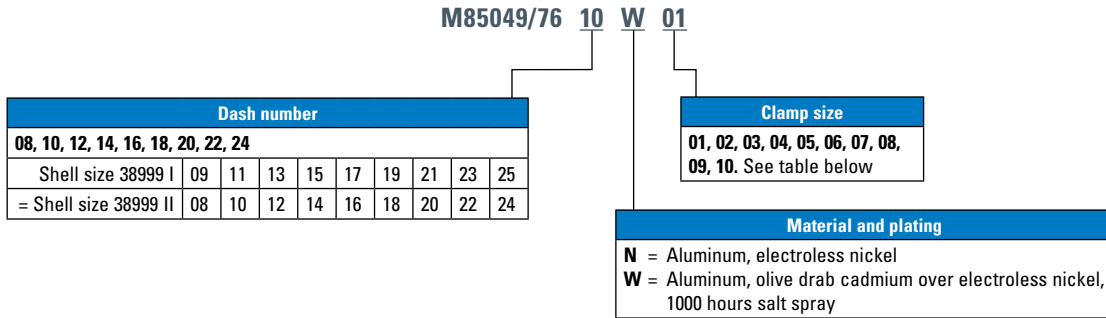 M85049/76 10 W 01
Dash number
08, 10, 12, 14, 16, 18, 20, 22, 24
Shell size 38999 I 09 11 13 15 17 19 21 23 25
= Shell size 38999 II 08 10 12 14 16 18 20 22 24
Clamp size
01, 02, 03, 04, 05, 06, 07, 08,
09, 10. See table below
Material and plating
N = Aluminum, electroless nickel
W = Aluminum, olive drab cadmium over electroless nickel,
1000 hours salt spray